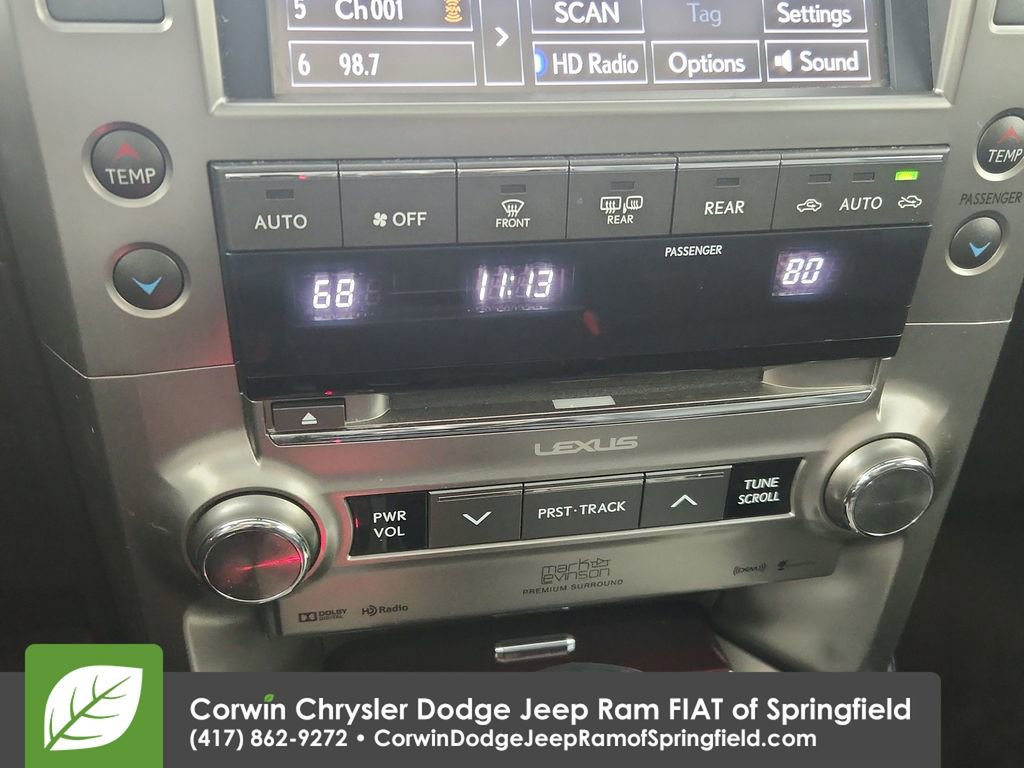 5 Ch 001
SCAN
Tag
Settings
6 98.7
>
HD Radio
Options
Sound
TEMP
TEMP
AUTO
OFF
FRONT
REAR
REAR
AUTO
PASSENGER
PASSENGER
68
11:13
80
LEXUS
PWR
VOL
PRST·TRACK
TUNE
SCROLL
mark
levinson
PREMIUM SURROUND
DOLBY
DIGITAL
HD Radio
((SIRIUS))
Corwin Chrysler Dodge Jeep Ram FIAT of Springfield
(417) 862-9272 • CorwinDodgeJeepRamofSpringfield.com